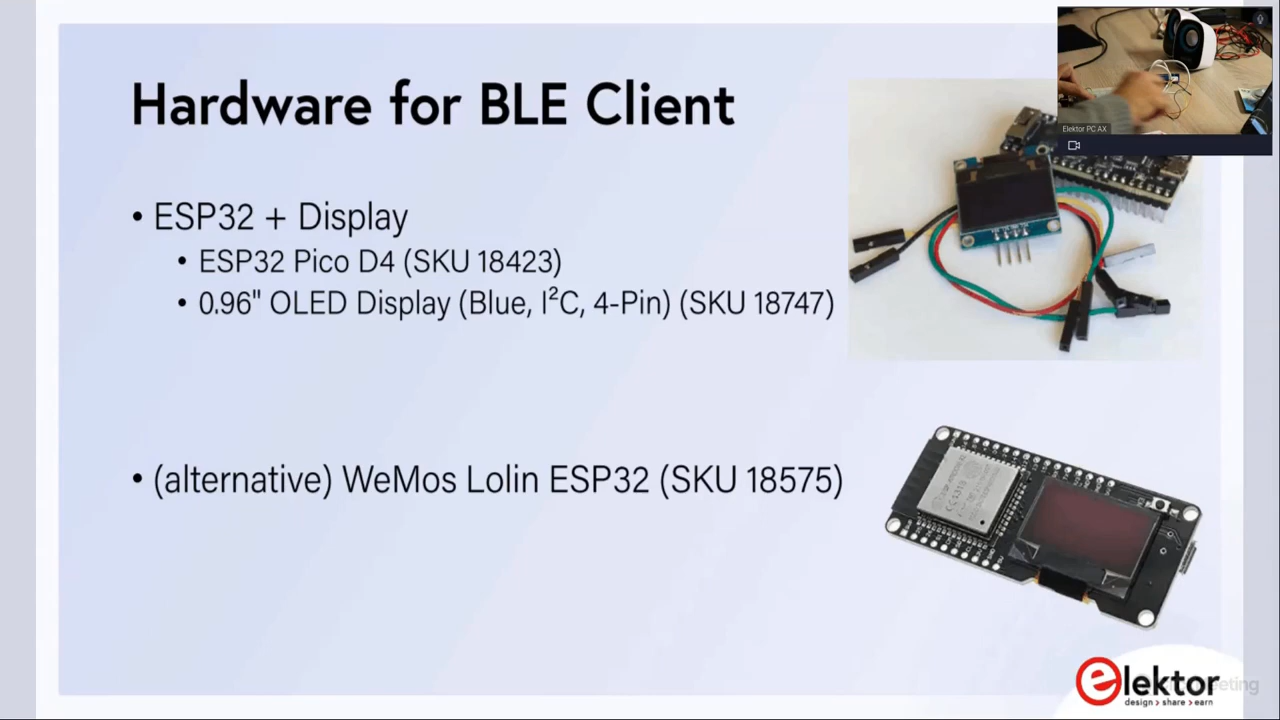 Hardware for BLE Client
Elektor PC AX
• ESP32 + Display
• ESP32 Pico D4 (SKU 18423)
• 0.96" OLED Display (Blue, I²C, 4-Pin) (SKU 18747)
• (alternative) WeMos Lolin ESP32 (SKU 18575)
elektor
design > share > earn